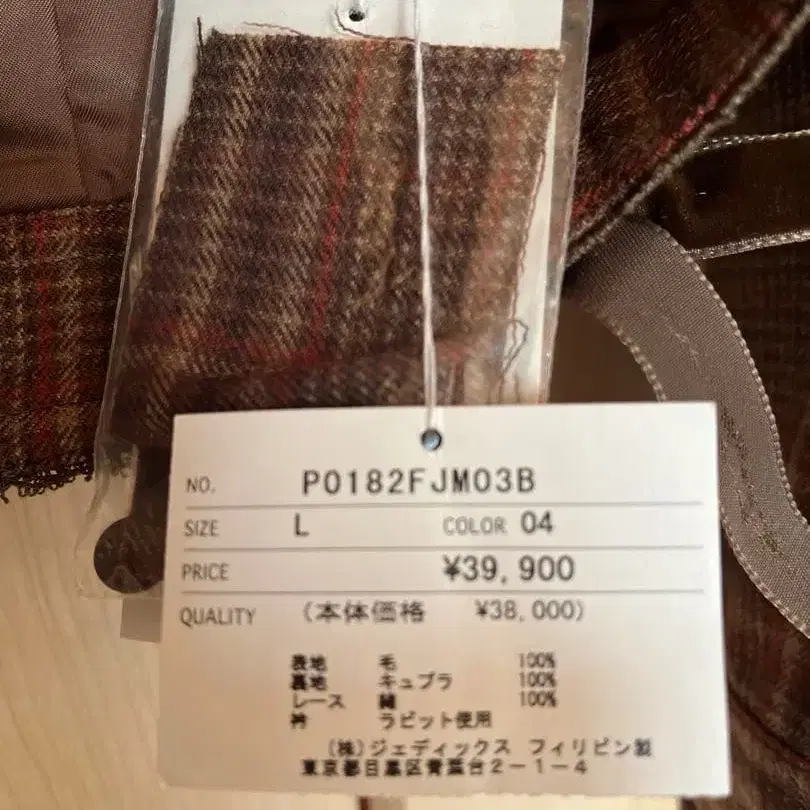 NO. P0182FJM03B
SIZE L COLOR 04
PRICE ¥39,900
QUALITY (本体価格 ¥38,000)
表地 毛 100%
裏地 キュプラ 100%
レース 綿 100%
衿 ラビット使用
(株)ジェディックス フィリピン製
東京都目黒区青葉台2-1-4